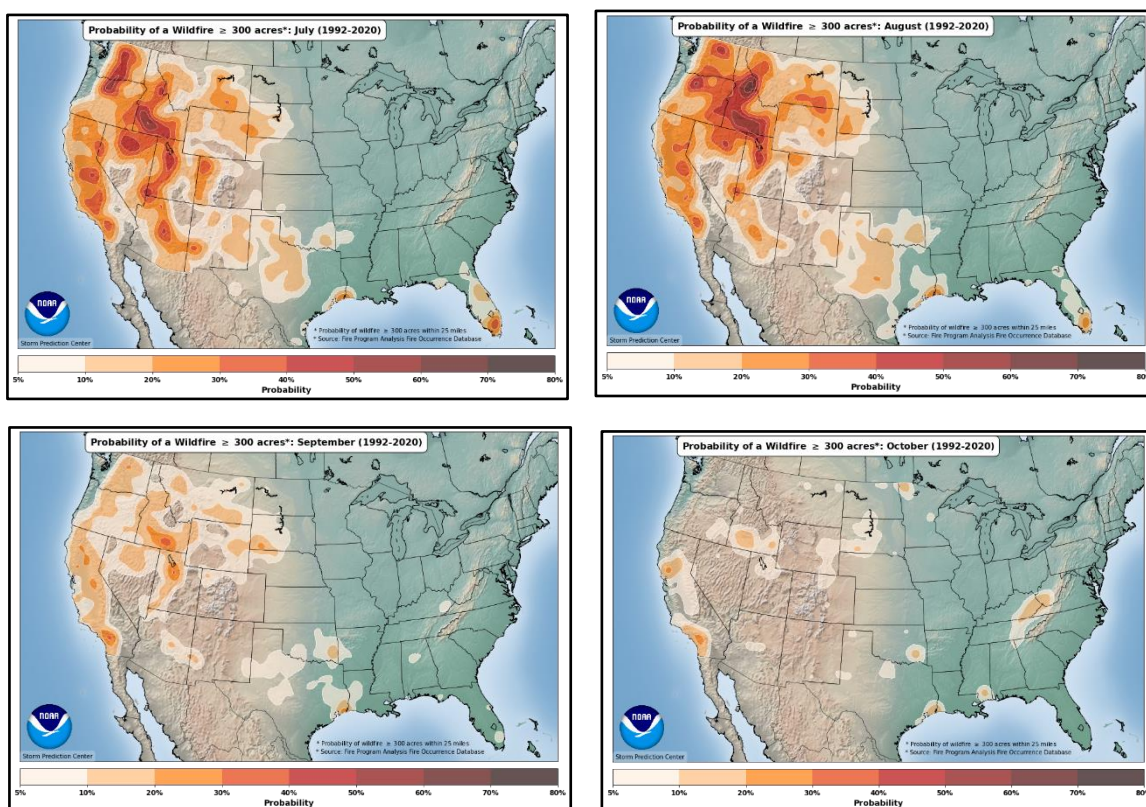 Probability of a Wildfire ≥ 300 acres*: July (1992-2020)
NOAA
Storm Prediction Center
* Probability of wildfire ≥ 300 acres within 25 miles
* Source: Fire Program Analysis Fire Occurrence Database
5% 10% 20% 30% 40% 50% 60% 70% 80%
Probability
Probability of a Wildfire ≥ 300 acres*: August (1992-2020)
NOAA
Storm Prediction Center
* Probability of wildfire ≥ 300 acres within 25 miles
* Source: Fire Program Analysis Fire Occurrence Database
5% 10% 20% 30% 40% 50% 60% 70% 80%
Probability
Probability of a Wildfire ≥ 300 acres*: September (1992-2020)
NOAA
Storm Prediction Center
* Probability of wildfire ≥ 300 acres within 25 miles
* Source: Fire Program Analysis Fire Occurrence Database
5% 10% 20% 30% 40% 50% 60% 70% 80%
Probability
Probability of a Wildfire ≥ 300 acres*: October (1992-2020)
NOAA
Storm Prediction Center
* Probability of wildfire ≥ 300 acres within 25 miles
* Source: Fire Program Analysis Fire Occurrence Database
5% 10% 20% 30% 40% 50% 60% 70% 80%
Probability